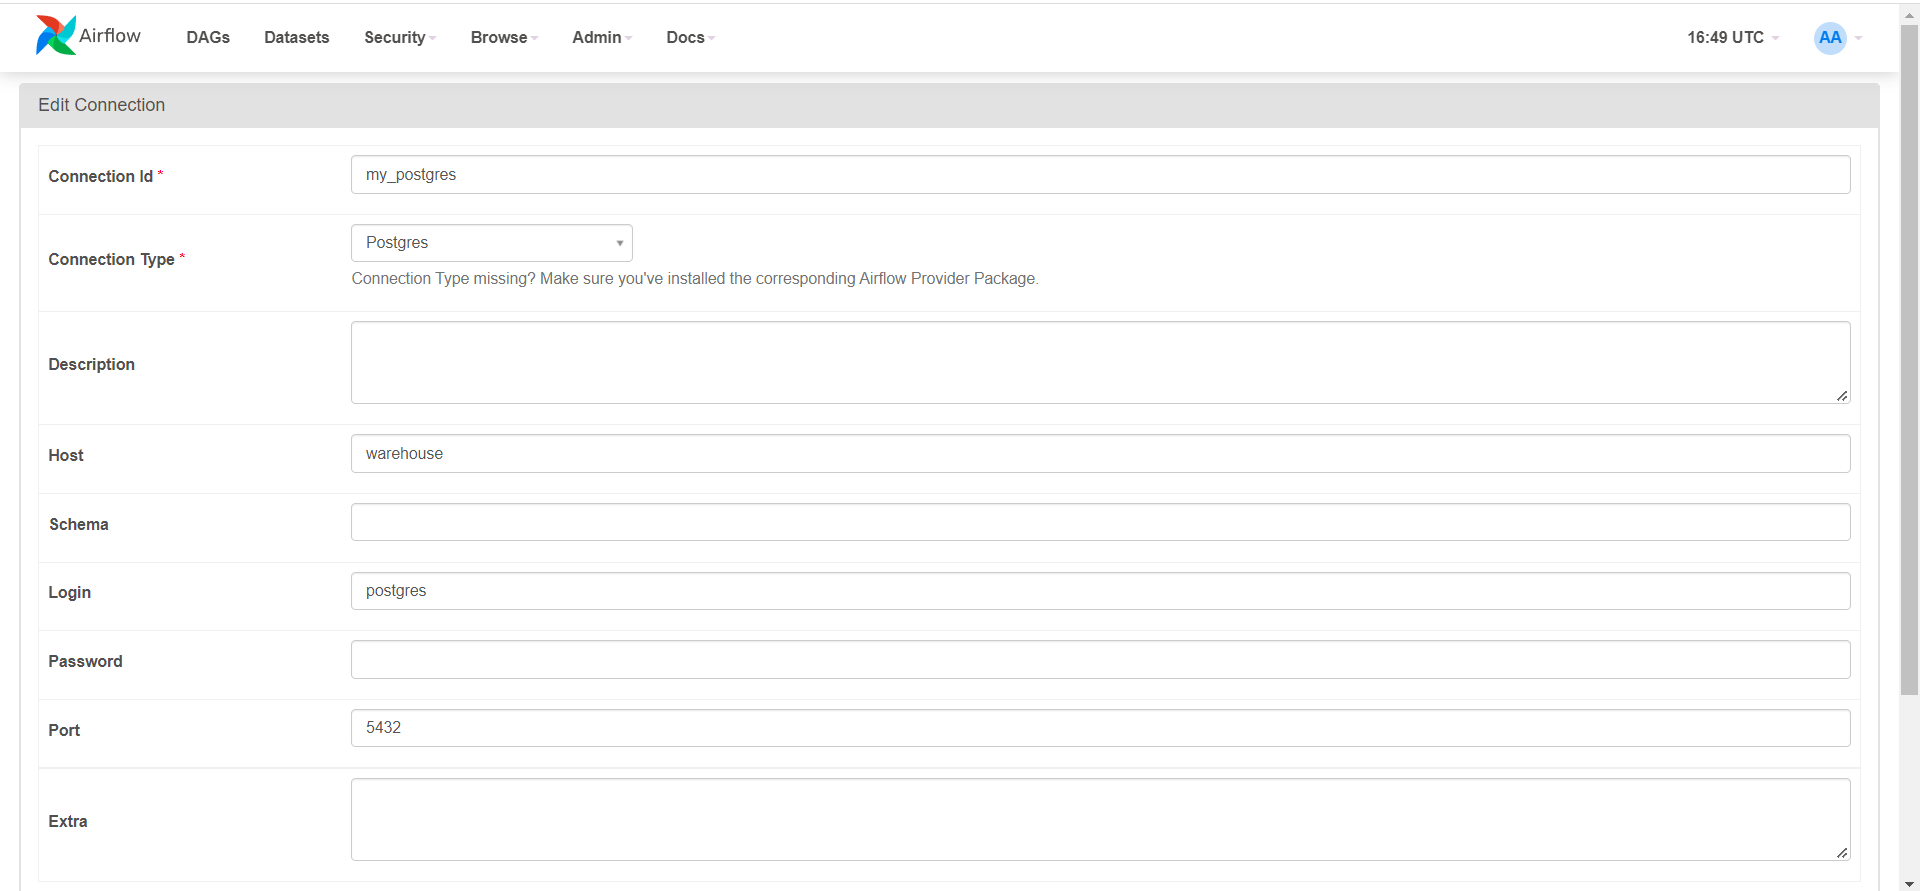 Airflow DAGs Datasets Security Browse Admin Docs 16:49 UTC AA
Edit Connection
Connection Id * my_postgres
Connection Type * Postgres
Connection Type missing? Make sure you've installed the corresponding Airflow Provider Package.
Description
Host warehouse
Schema
Login postgres
Password
Port 5432
Extra